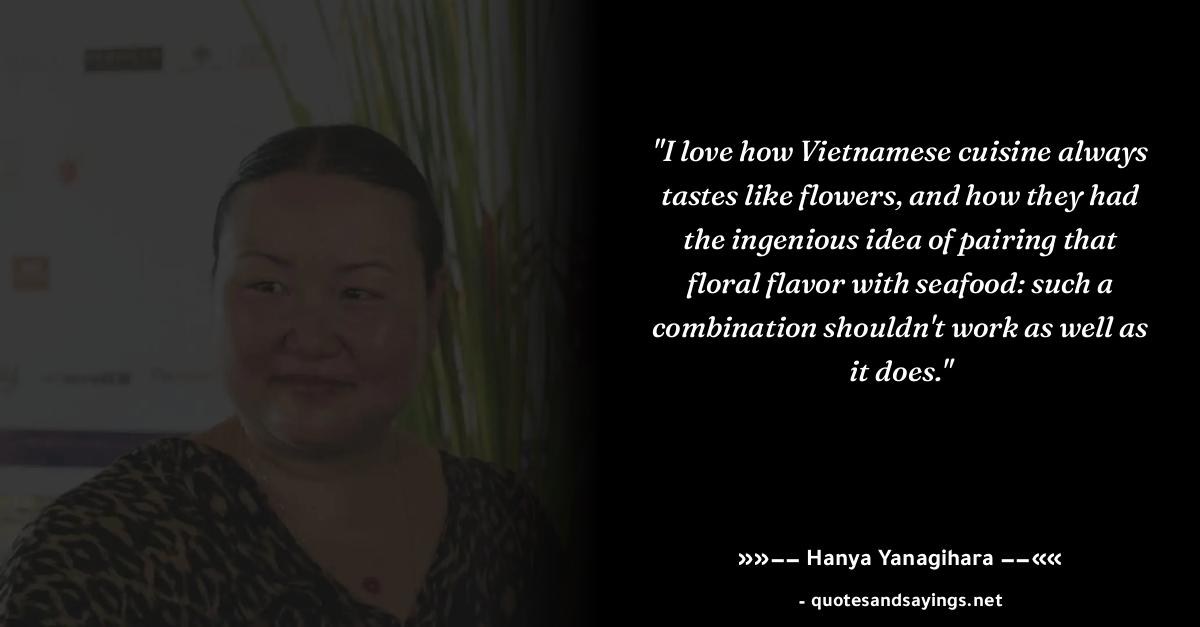 "I love how Vietnamese cuisine always
tastes like flowers, and how they had
the ingenious idea of pairing that
floral flavor with seafood: such a
combination shouldn't work as well as
it does."
»»−− Hanya Yanagihara −−««
- quotesandsayings.net